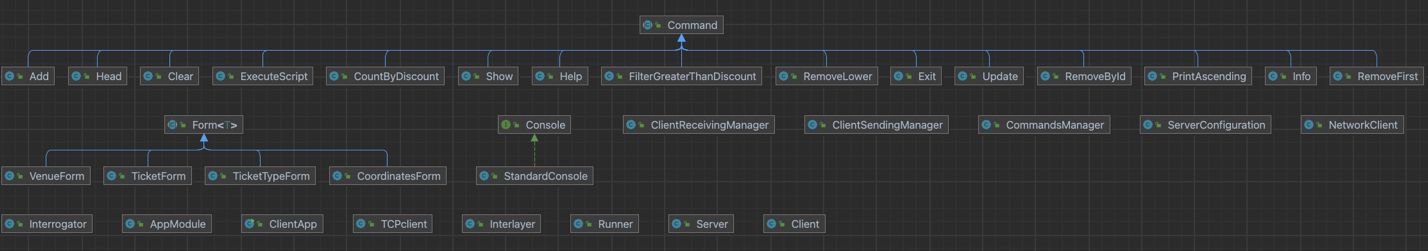 Command
Add Head Clear ExecuteScript CountByDiscount Show Help FilterGreaterThanDiscount RemoveLower Exit Update RemoveById PrintAscending Info RemoveFirst
Form<T> Console ClientReceivingManager ClientSendingManager CommandsManager ServerConfiguration NetworkClient
VenueForm TicketForm TicketTypeForm CoordinatesForm StandardConsole
Interrogator AppModule ClientApp TCPclient Interlayer Runner Server Client